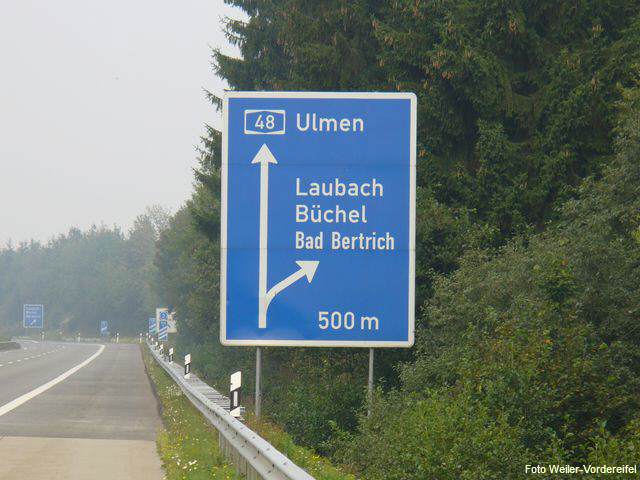 48 Ulmen
Laubach
Büchel
Bad Bertrich
500 m
Foto Weiler-Vordereifel